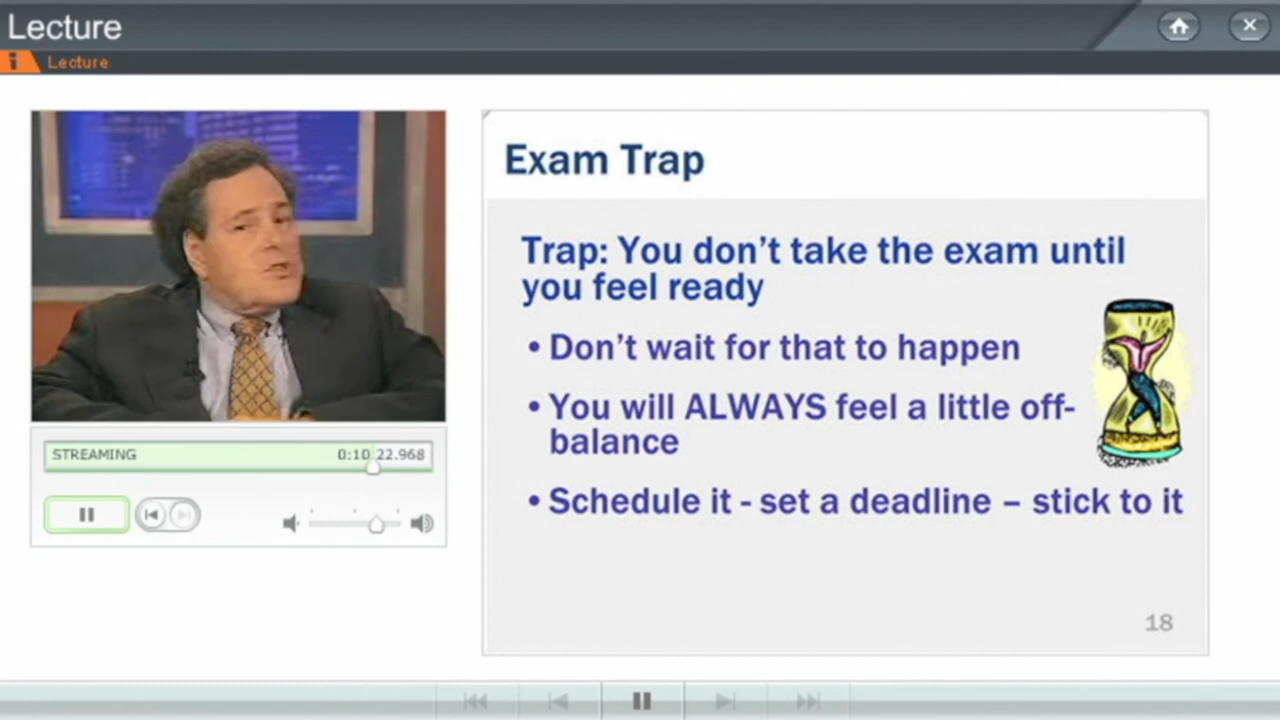 Lecture
i Lecture
Exam Trap
Trap: You don't take the exam until
you feel ready
• Don't wait for that to happen
• You will ALWAYS feel a little off-
balance
• Schedule it - set a deadline – stick to it
18
STREAMING 0:10 22.968